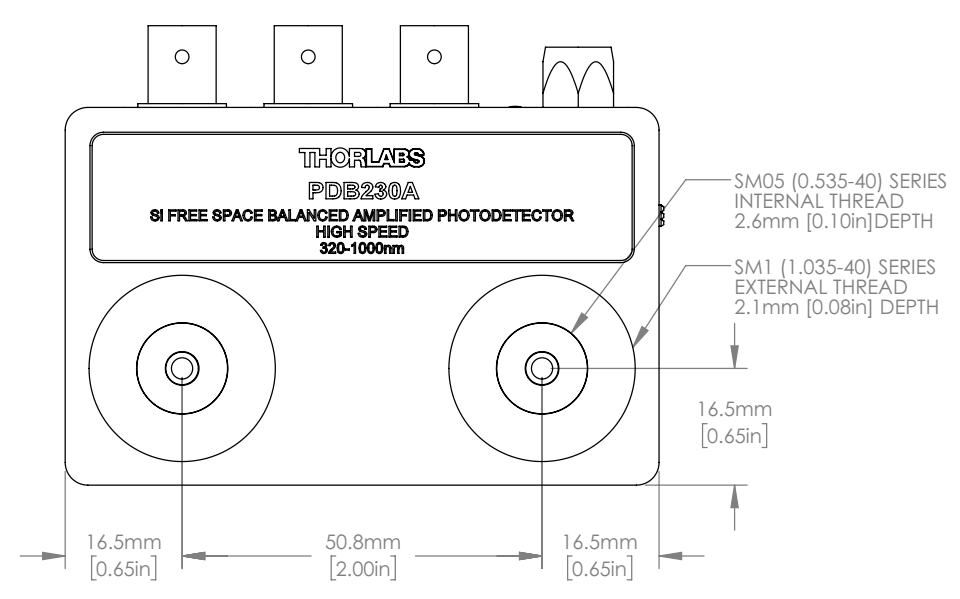 THORLABS
PDB230A
SI FREE SPACE BALANCED AMPLIFIED PHOTODETECTOR
HIGH SPEED
320-1000nm
SM05 (0.535-40) SERIES
INTERNAL THREAD
2.6mm [0.10in]DEPTH
SM1 (1.035-40) SERIES
EXTERNAL THREAD
2.1mm [0.08in] DEPTH
16.5mm
[0.65in]
16.5mm
[0.65in]
50.8mm
[2.00in]
16.5mm
[0.65in]